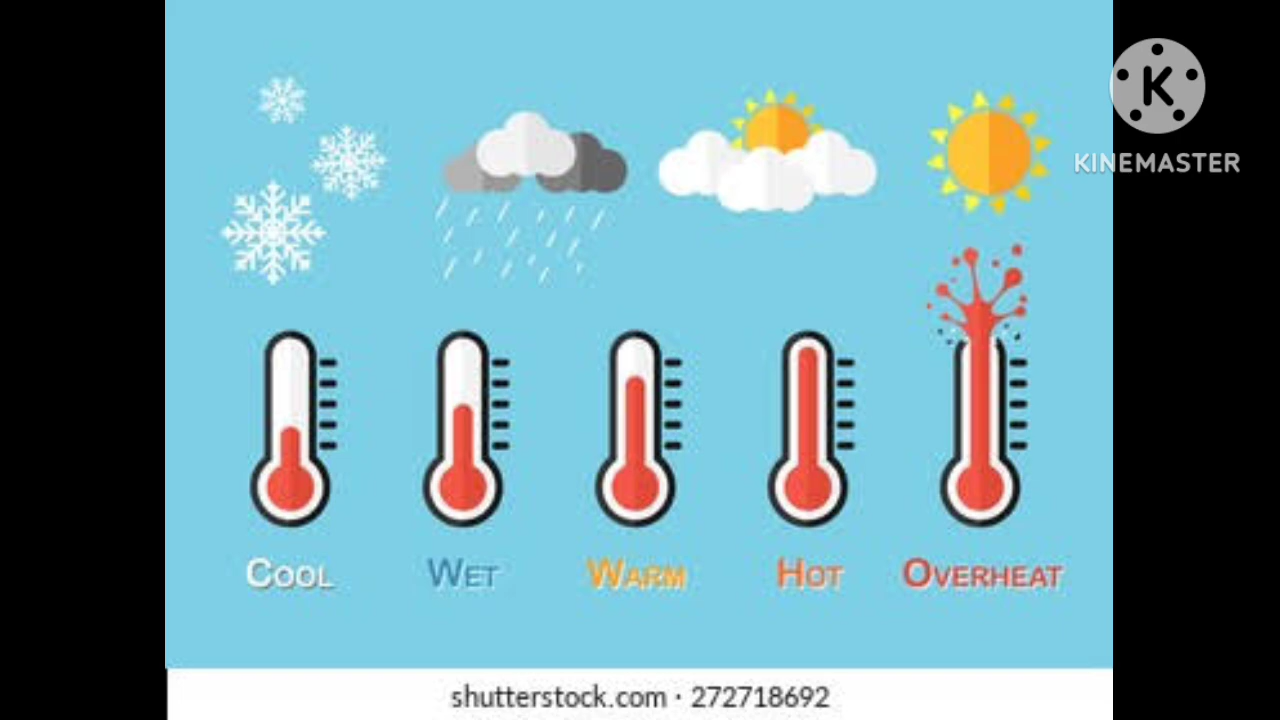 K
KINEMASTER
COOL
WET
WARM
HOT
OVERHEAT
shutterstock.com · 272718692